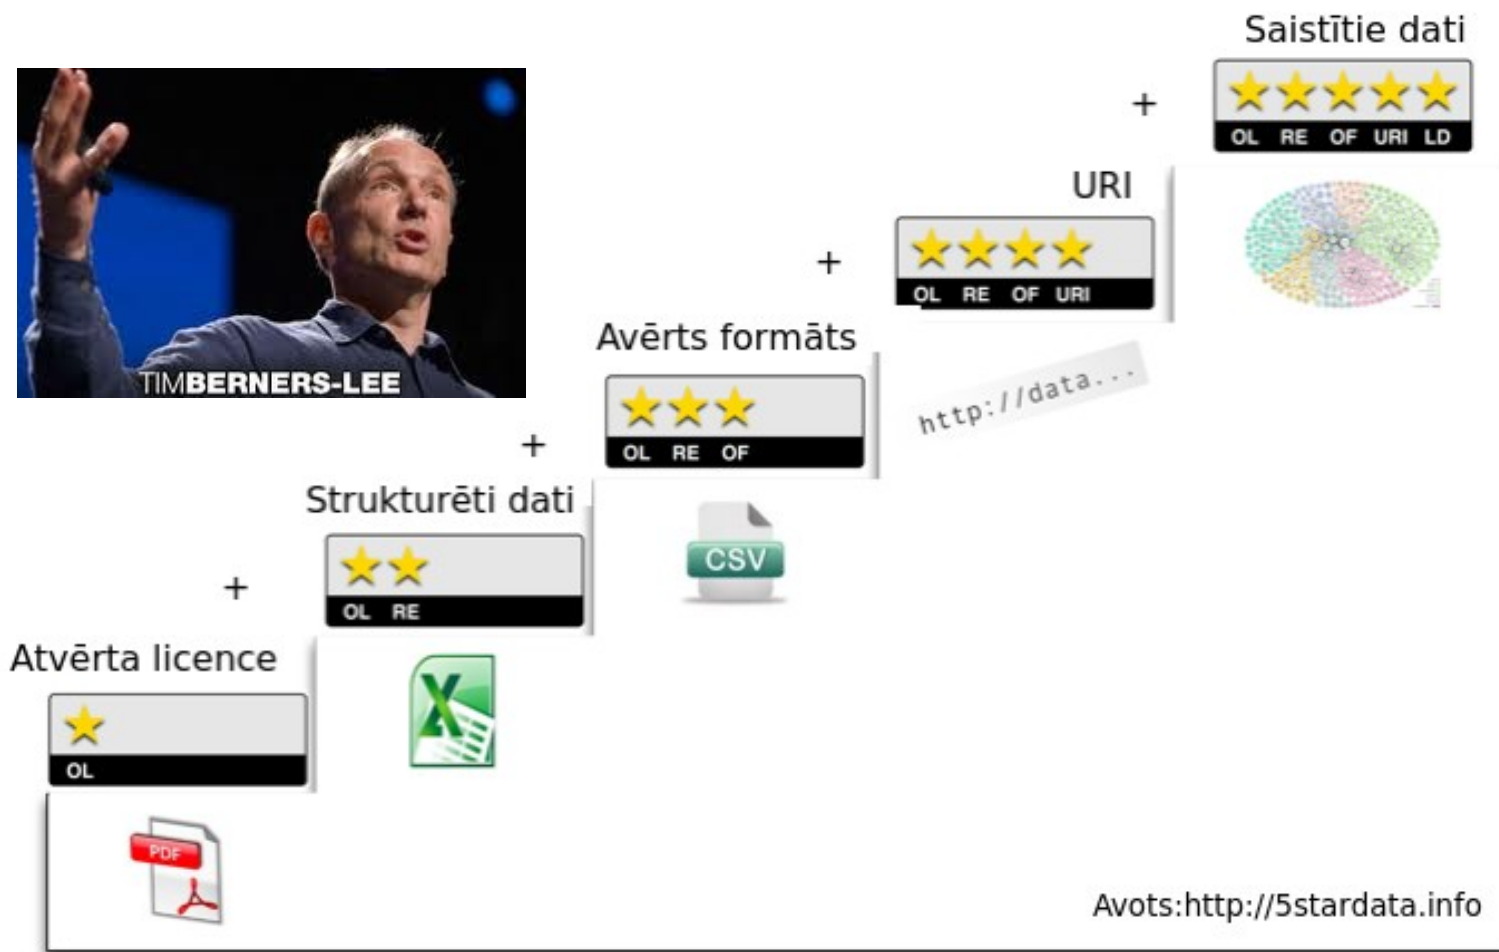 Saistītie dati
+
OL RE OF URI LD
URI
+
OL RE OF URI
Avērts formāts
http://data...
TIMBERNERS-LEE
+
OL RE OF
Strukturēti dati
CSV
+
OL RE
Atvērta licence
OL
PDF
Avots:http://5stardata.info